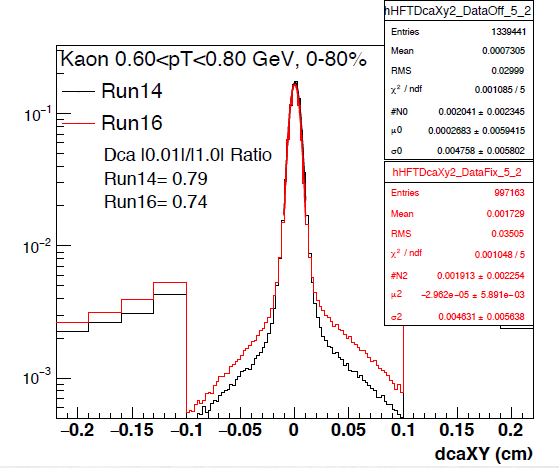 hHFTDcaXy2_DataOff_5_2
Entries 1339441
Mean 0.0007305
RMS 0.02999
χ² / ndf 0.001085 / 5
#N0 0.002041 ± 0.002345
μ0 0.0002683 ± 0.0059415
σ0 0.004758 ± 0.005802
hHFTDcaXy2_DataFix_5_2
Entries 997163
Mean 0.001729
RMS 0.03505
χ² / ndf 0.001048 / 5
#N2 0.001913 ± 0.002254
μ2 −2.962e−05 ± 5.891e−03
σ2 0.004631 ± 0.005638
Kaon 0.60<pT<0.80 GeV, 0-80%
Run14
Run16
Dca |0.01|/|1.0| Ratio
Run14= 0.79
Run16= 0.74
10⁻¹
10⁻²
10⁻³
−0.2 −0.15 −0.1 −0.05 0 0.05 0.1 0.15 0.2
dcaXY (cm)